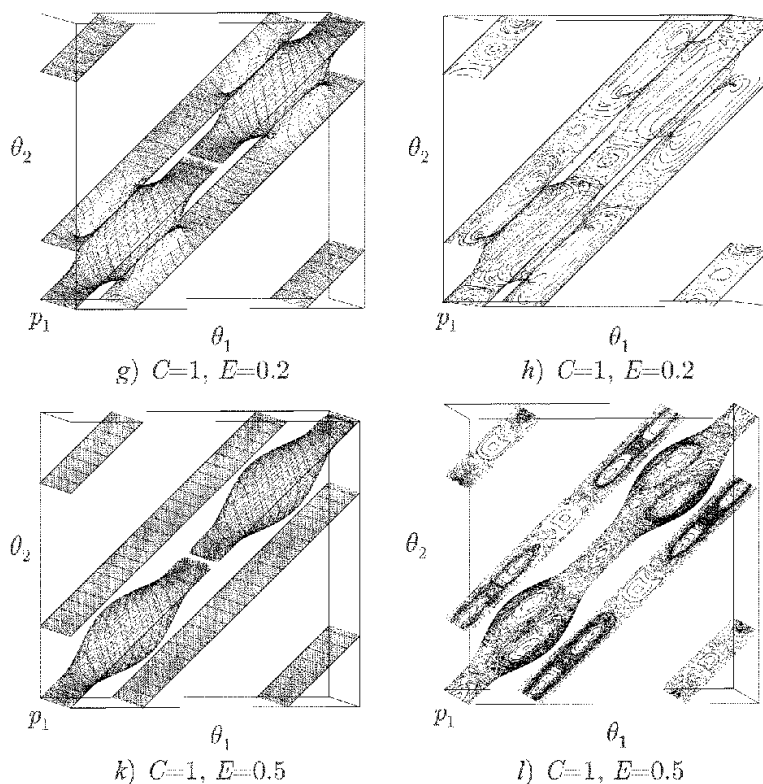 θ₂
θ₂
p₁
θ₁
p₁
θ₁
g) C=1, E=0.2
h) C=1, E=0.2
θ₂
θ₂
p₁
θ₁
p₁
θ₁
k) C=1, E=0.5
l) C=1, E=0.5